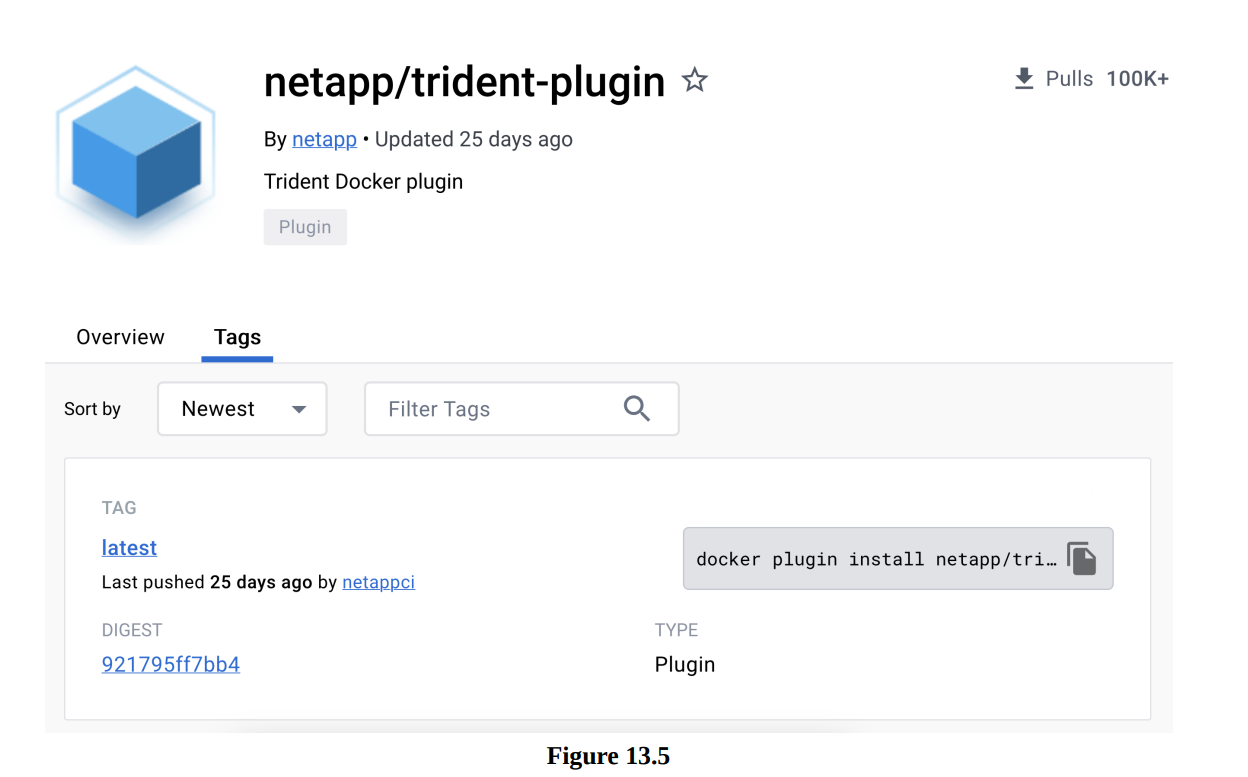 netapp/trident-plugin
Pulls 100K+
By netapp • Updated 25 days ago
Trident Docker plugin
Plugin
Overview Tags
Sort by Newest Filter Tags
TAG
latest
docker plugin install netapp/tri…
Last pushed 25 days ago by netappci
DIGEST TYPE
921795ff7bb4 Plugin
Figure 13.5